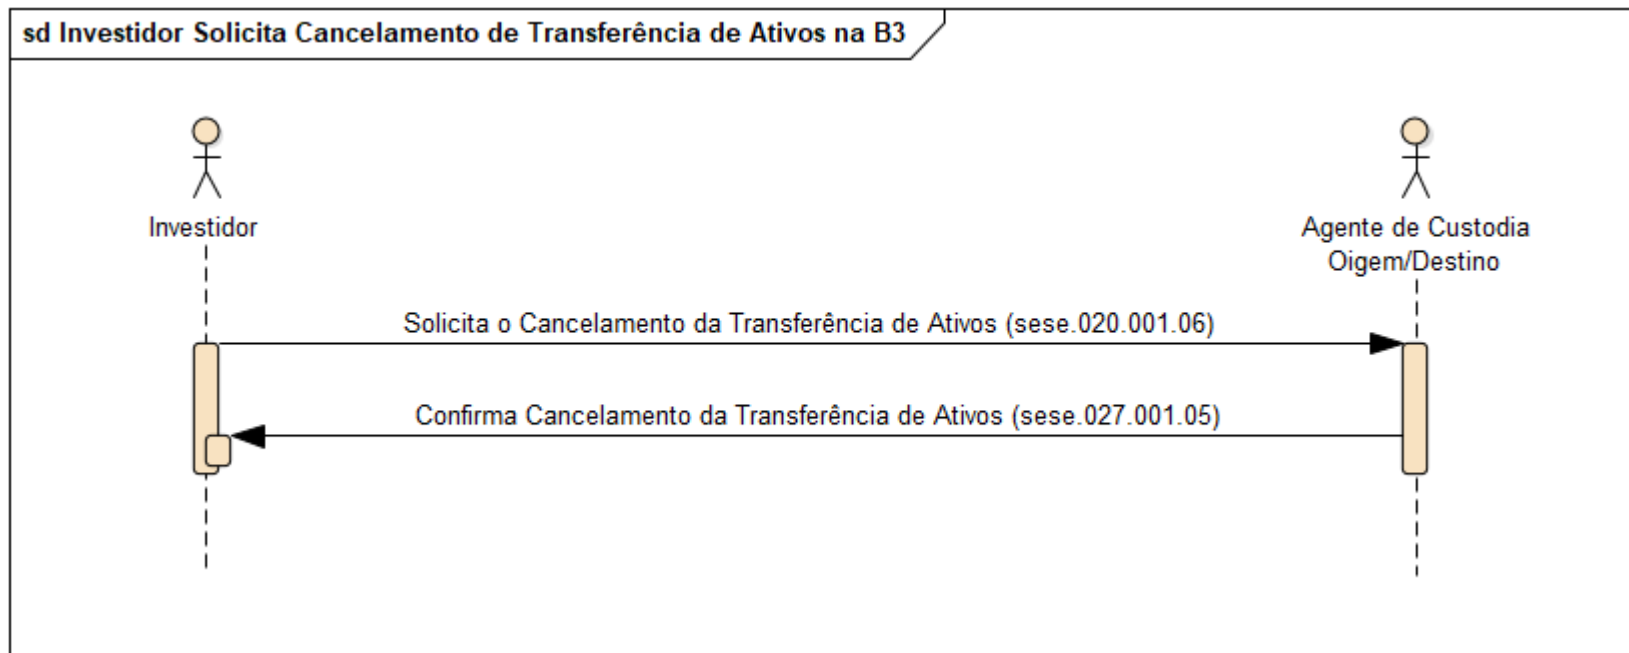 sd Investidor Solicita Cancelamento de Transferência de Ativos na B3
Investidor
Agente de Custodia
Oigem/Destino
Solicita o Cancelamento da Transferência de Ativos (sese.020.001.06)
Confirma Cancelamento da Transferência de Ativos (sese.027.001.05)